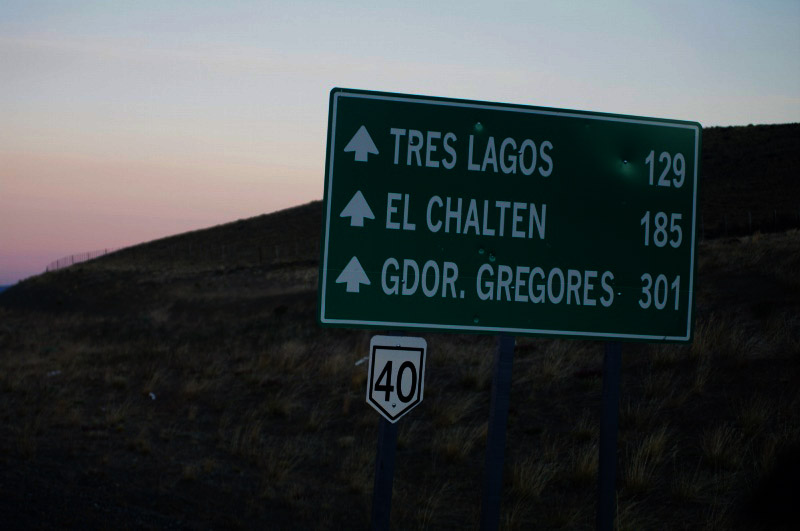 TRES LAGOS 129
EL CHALTEN 185
GDOR. GREGORES 301
40